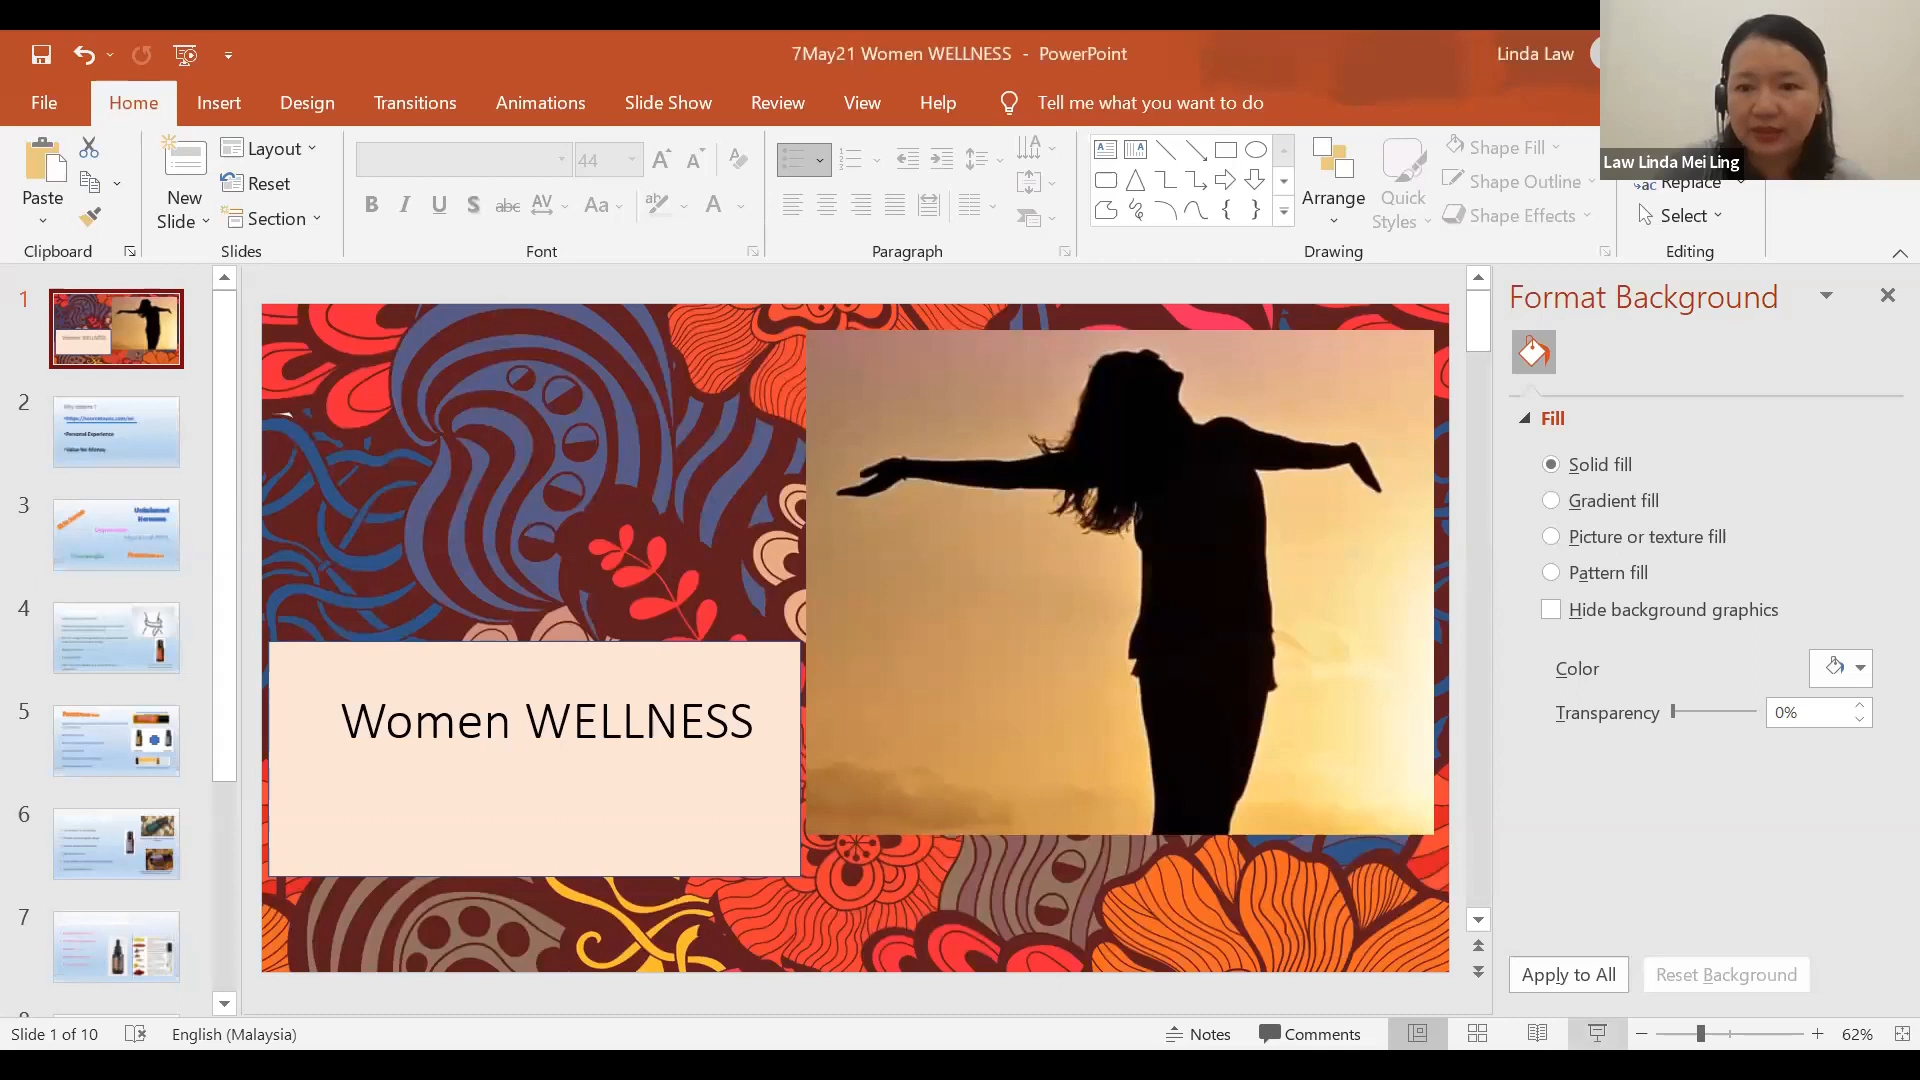 7May21 Women WELLNESS - PowerPoint
Linda Law
File Home Insert Design Transitions Animations Slide Show Review View Help Tell me what you want to do
Law Linda Mei Ling
Paste
New Slide
Layout
Reset
Section
44
B I U S abc AV Aa A
Arrange
Quick Styles
Shape Fill
Shape Outline
Shape Effects
Replace
Select
Clipboard Slides Font Paragraph Drawing Editing
1
2
3
4
5
6
7
Women WELLNESS
Format Background
Fill
Solid fill
Gradient fill
Picture or texture fill
Pattern fill
Hide background graphics
Color
Transparency 0%
Apply to All Reset Background
Slide 1 of 10 English (Malaysia) Notes Comments 62%